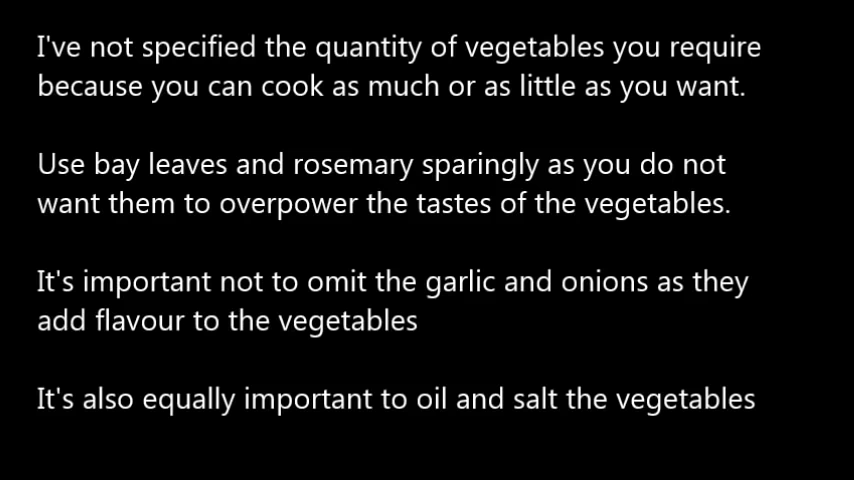 I've not specified the quantity of vegetables you require
because you can cook as much or as little as you want.
Use bay leaves and rosemary sparingly as you do not
want them to overpower the tastes of the vegetables.
It's important not to omit the garlic and onions as they
add flavour to the vegetables
It's also equally important to oil and salt the vegetables